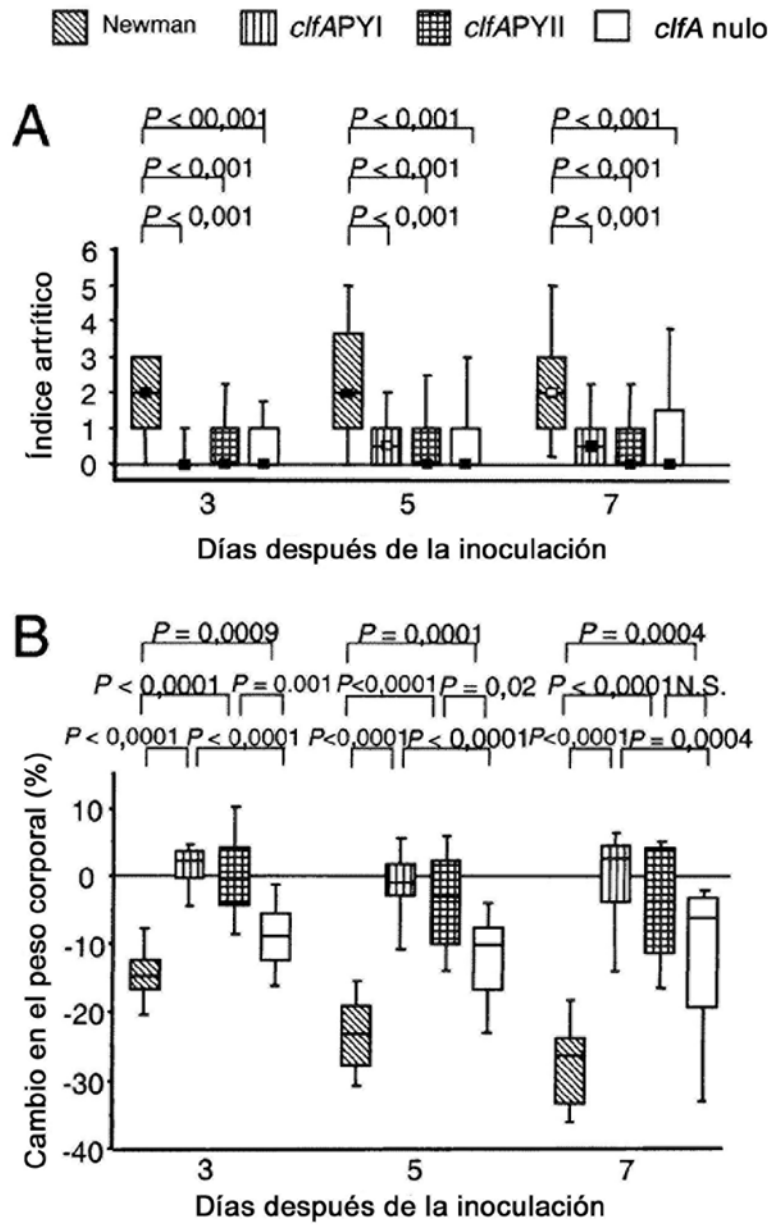 Newman clfAPYI clfAPYII clfA nulo
A
P < 00,001 P < 0,001 P < 0,001
P < 0,001 P < 0,001 P < 0,001
P < 0,001 P < 0,001 P < 0,001
Índice artrítico
6
5
4
3
2
1
0
3 5 7
Días después de la inoculación
B
P = 0,0009 P = 0,0001 P = 0,0004
P < 0,0001 P = 0.001 P<0,0001 P = 0,02 P < 0,0001 N.S.
P < 0,0001 P < 0,0001 P<0,0001 P < 0,0001 P<0,0001 P = 0,0004
Cambio en el peso corporal (%)
10
0
-10
-20
-30
-40
3 5 7
Días después de la inoculación